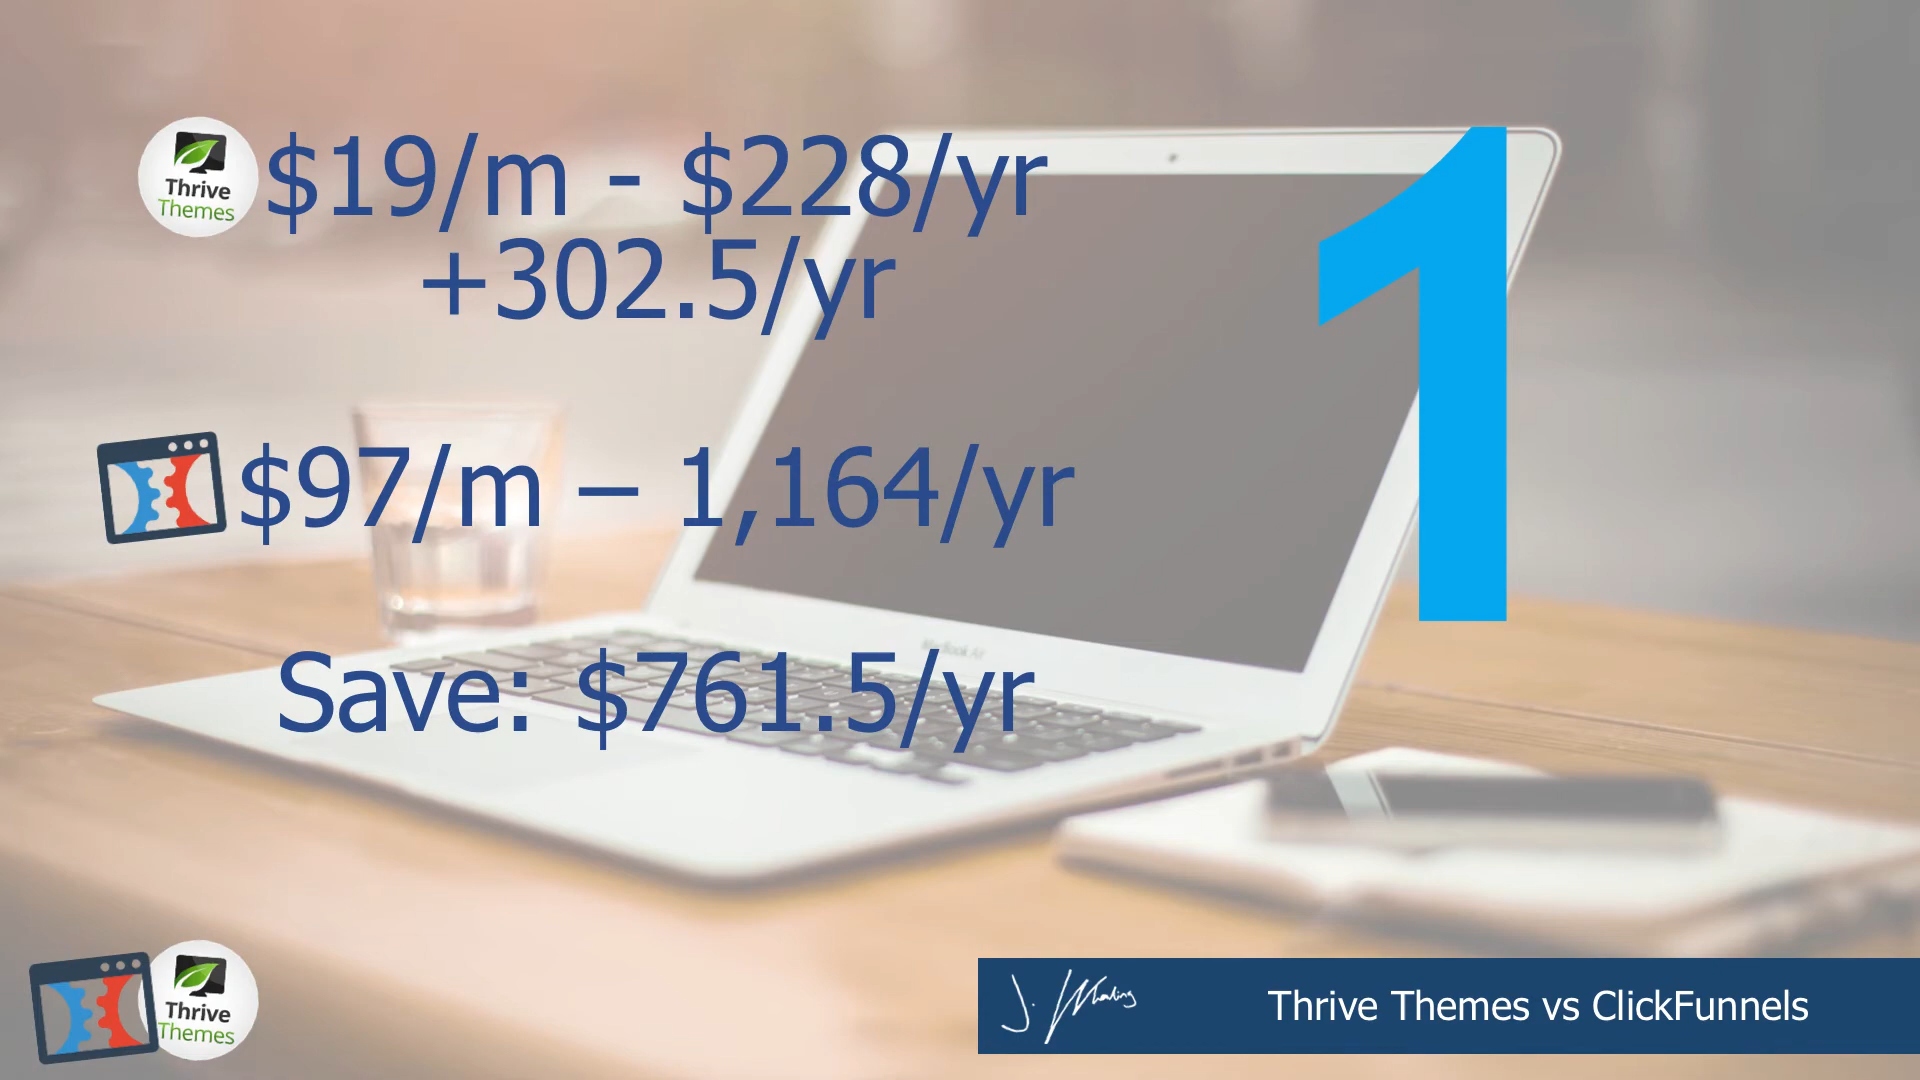 Thrive
Themes
$19/m - $228/yr
+302.5/yr
1
$97/m – 1,164/yr
Save: $761.5/yr
Thrive
Themes
Thrive Themes vs ClickFunnels